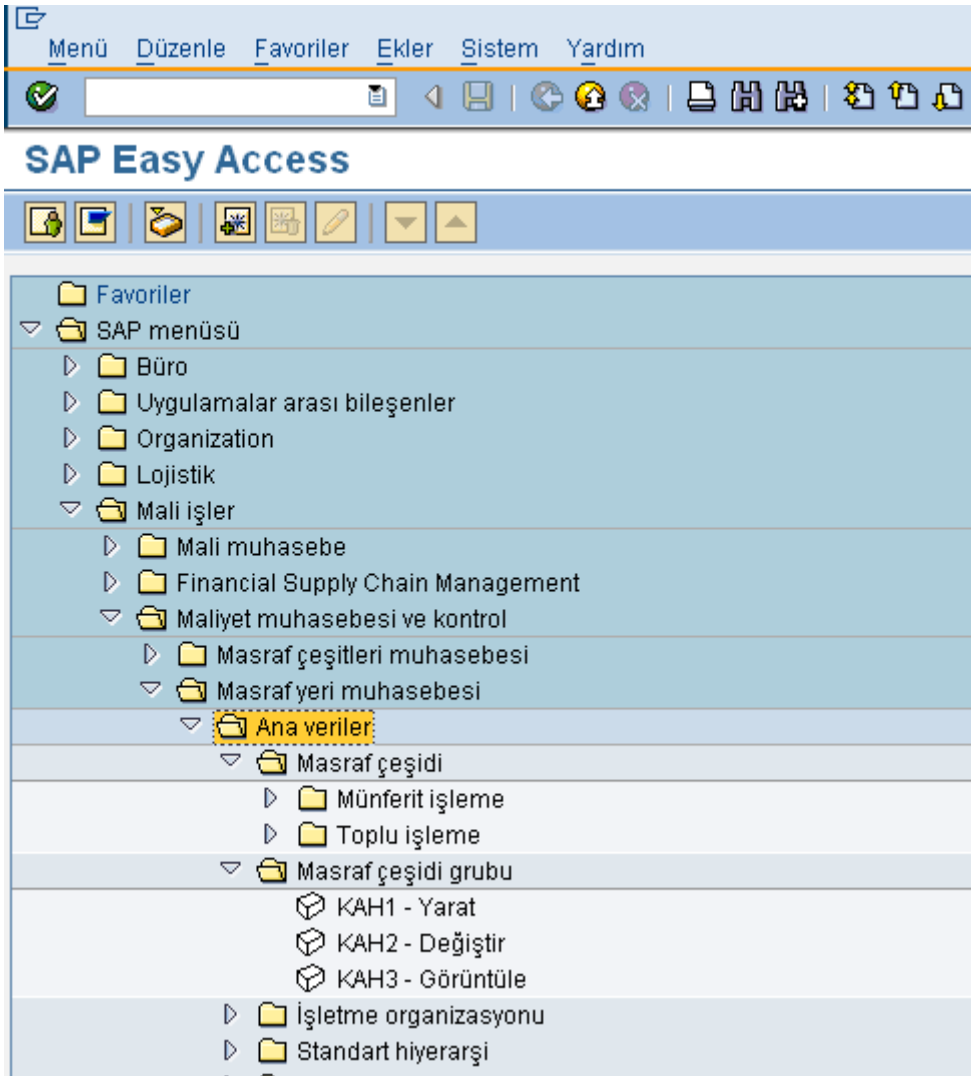 Menü Düzenle Favoriler Ekler Sistem Yardım
SAP Easy Access
Favoriler
SAP menüsü
Büro
Uygulamalar arası bileşenler
Organization
Lojistik
Mali işler
Mali muhasebe
Financial Supply Chain Management
Maliyet muhasebesi ve kontrol
Masraf çeşitleri muhasebesi
Masraf yeri muhasebesi
Ana veriler
Masraf çeşidi
Münferit işleme
Toplu işleme
Masraf çeşidi grubu
KAH1 - Yarat
KAH2 - Değiştir
KAH3 - Görüntüle
İşletme organizasyonu
Standart hiyerarşi